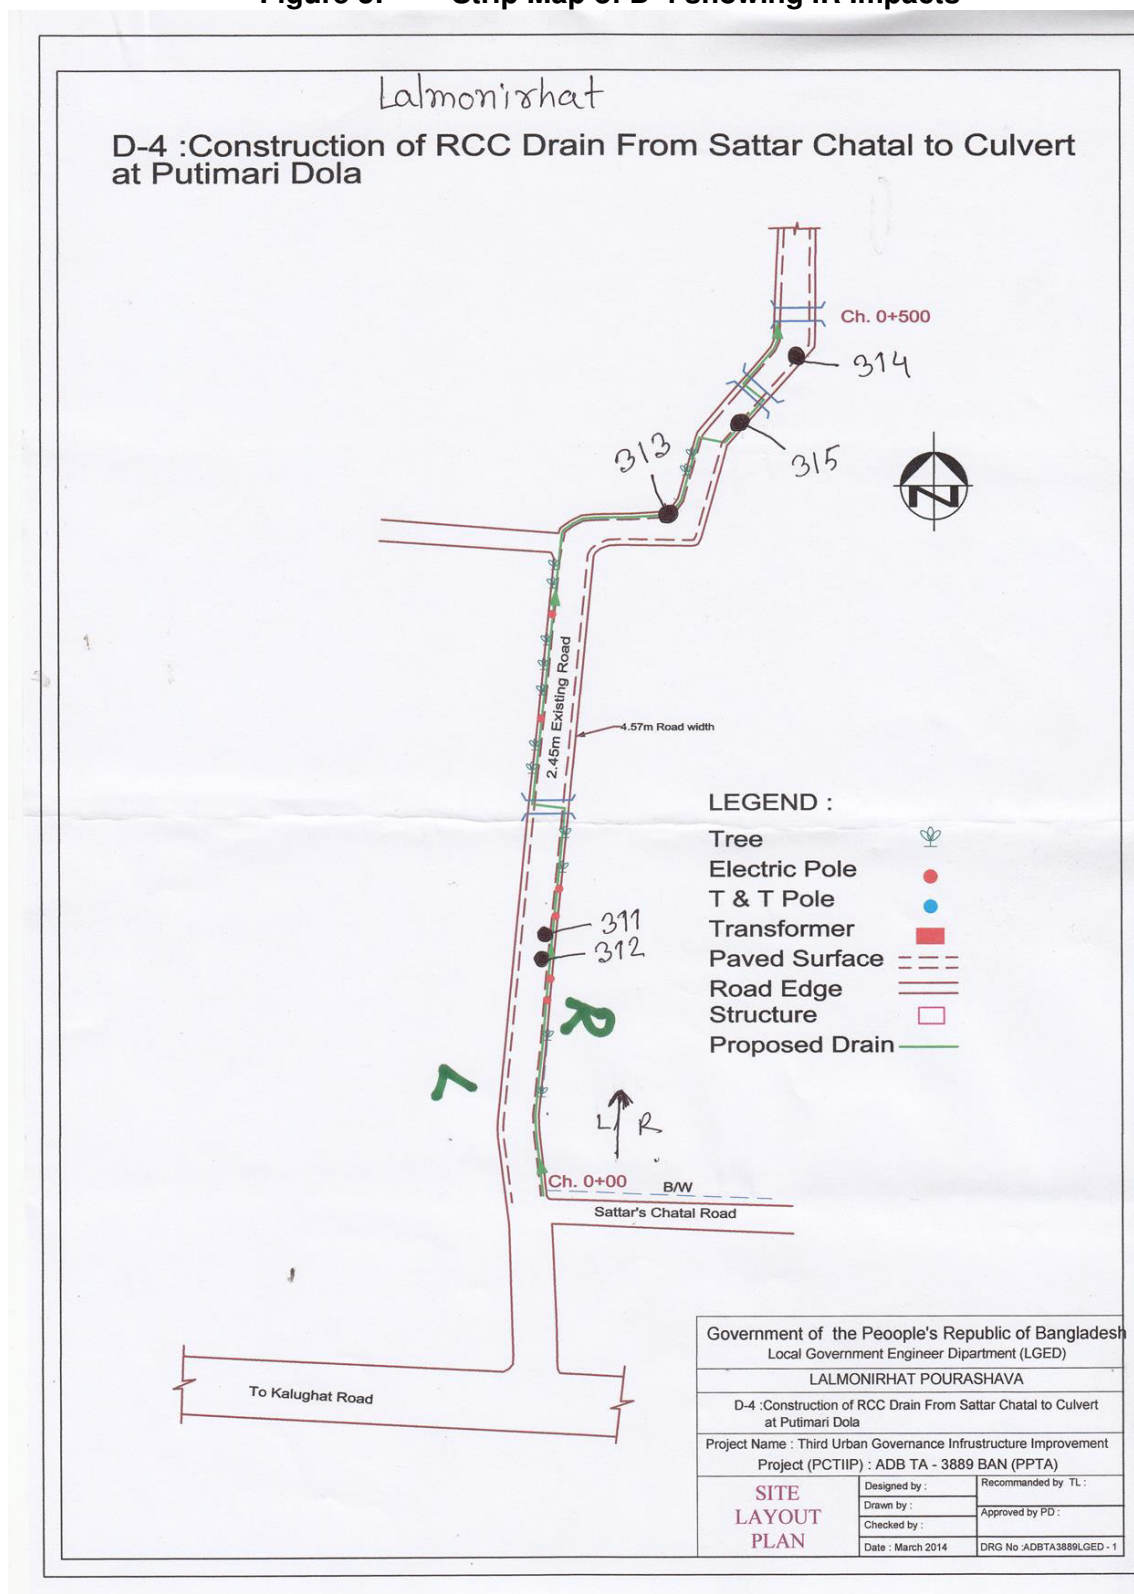 Figure 3. Strip Map of D-4 showing IR Impacts
Lalmonirhat
D-4 :Construction of RCC Drain From Sattar Chatal to Culvert
at Putimari Dola
Ch. 0+500
314
313
315
N
2.45m Existing Road
4.57m Road width
LEGEND :
Tree
Electric Pole
T & T Pole
Transformer
Paved Surface
Road Edge
Structure
Proposed Drain
311
312
R
L
L R
Ch. 0+00
B/W
Sattar's Chatal Road
To Kalughat Road
Government of the Peoople's Republic of Bangladesh
Local Government Engineer Dipartment (LGED)
LALMONIRHAT POURASHAVA
D-4 :Construction of RCC Drain From Sattar Chatal to Culvert
at Putimari Dola
Project Name : Third Urban Governance Infrustructure Improvement
Project (PCTIIP) : ADB TA - 3889 BAN (PPTA)
SITE
LAYOUT
PLAN
Designed by :
Drawn by :
Checked by :
Date : March 2014
Recommanded by TL :
Approved by PD :
DRG No :ADBTA3889LGED - 1